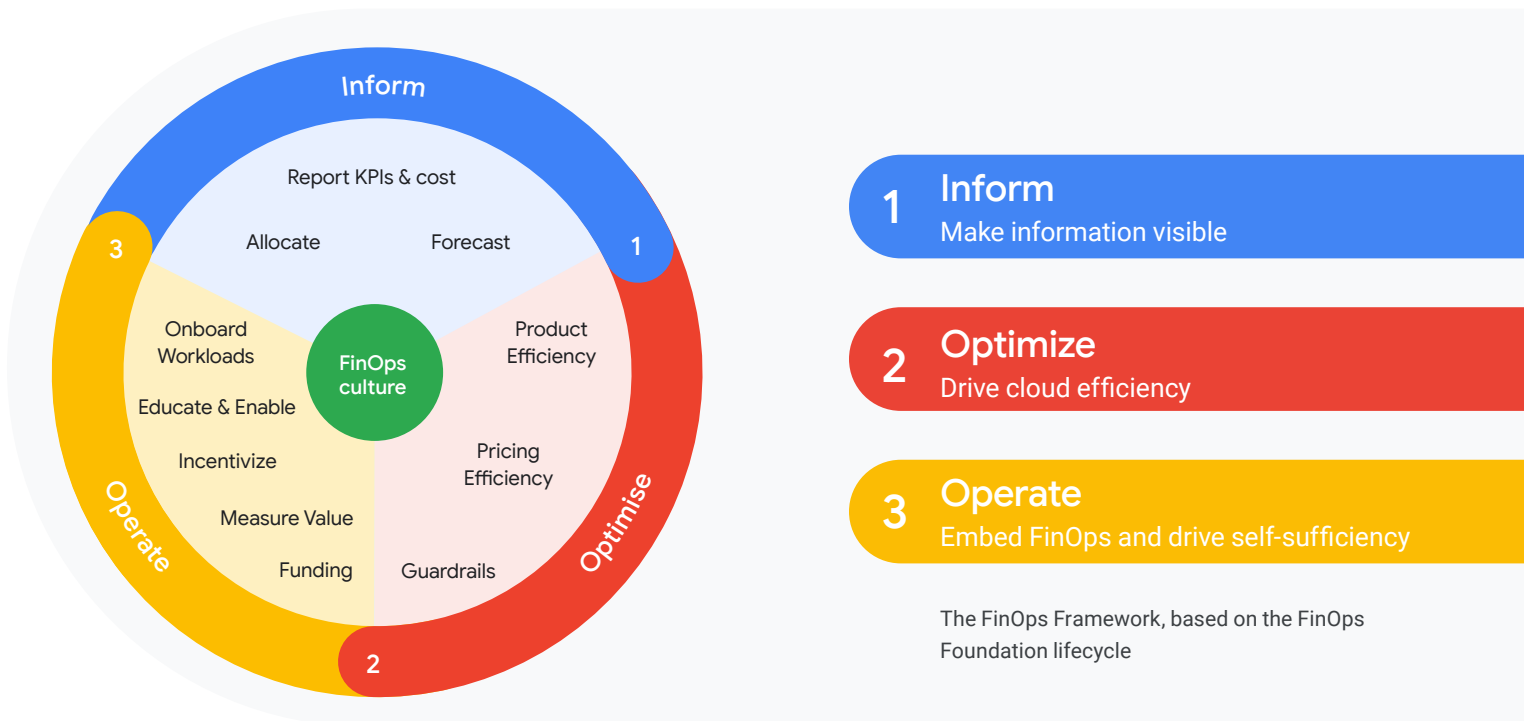 Inform
Report KPIs & cost
Allocate
Forecast
1
3
Onboard
Workloads
Educate & Enable
Incentivize
Measure Value
Funding
Operate
FinOps
culture
Product
Efficiency
Pricing
Efficiency
Guardrails
Optimise
2
1
Inform
Make information visible
2
Optimize
Drive cloud efficiency
3
Operate
Embed FinOps and drive self-sufficiency
The FinOps Framework, based on the FinOps
Foundation lifecycle